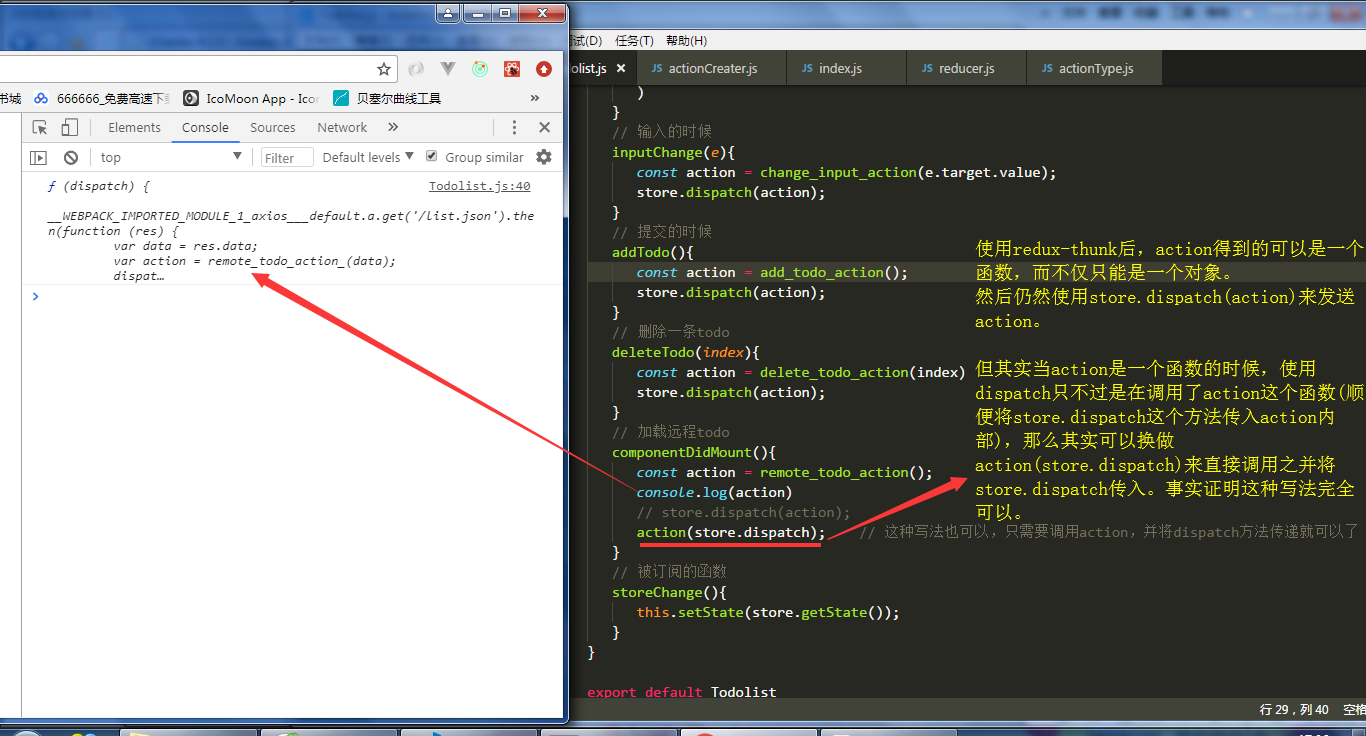 书城
666666_免费高速下
IcoMoon App - Icon
贝塞尔曲线工具
»
Elements
Console
Sources
Network
»
top
Filter
Default levels
Group similar
ƒ (dispatch) {
Todolist.js:40
__WEBPACK_IMPORTED_MODULE_1_axios___default.a.get('/list.json').the
n(function (res) {
var data = res.data;
var action = remote_todo_action_(data);
dispat…
试(D) 任务(T) 帮助(H)
olist.js
JS actionCreater.js
JS index.js
JS reducer.js
JS actionType.js
)
}
// 输入的时候
inputChange(e){
const action = change_input_action(e.target.value);
store.dispatch(action);
}
// 提交的时候
addTodo(){
const action = add_todo_action();
store.dispatch(action);
}
// 删除一条todo
deleteTodo(index){
const action = delete_todo_action(index)
store.dispatch(action);
}
// 加载远程todo
componentDidMount(){
const action = remote_todo_action();
console.log(action)
// store.dispatch(action);
action(store.dispatch); // 这种写法也可以，只需要调用action，并将dispatch方法传递就可以了
}
// 被订阅的函数
storeChange(){
this.setState(store.getState());
}
}
export default Todolist
使用redux-thunk后，action得到的可以是一个
函数，而不仅只能是一个对象。
然后仍然使用store.dispatch(action)来发送
action。
但其实当action是一个函数的时候，使用
dispatch只不过是在调用了action这个函数(顺
便将store.dispatch这个方法传入action内
部)，那么其实可以换做
action(store.dispatch)来直接调用之并将
store.dispatch传入。事实证明这种写法完全
可以。
行 29，列 40 空格